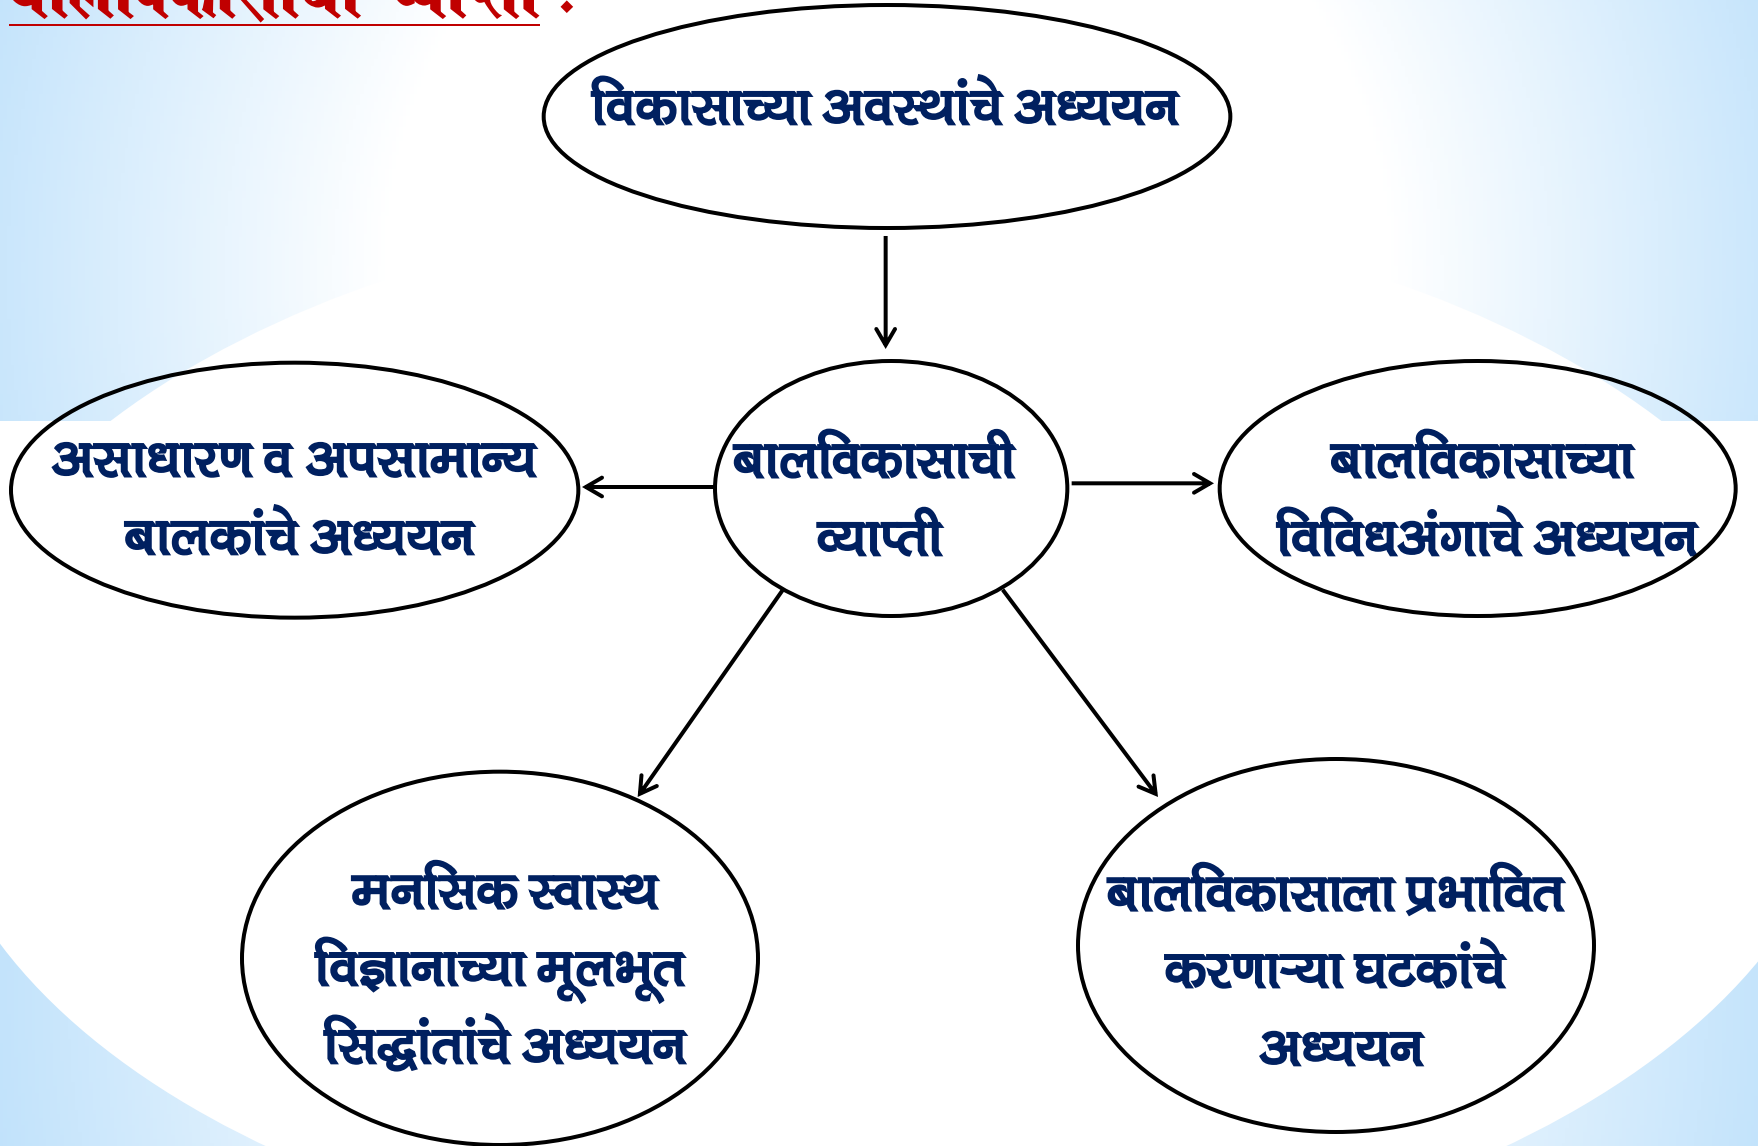 बालविकासाची व्याप्ती :
विकासाच्या अवस्थांचे अध्ययन
असाधारण व अपसामान्य
बालकांचे अध्ययन
बालविकासाची
व्याप्ती
बालविकासाच्या
विविधअंगाचे अध्ययन
मनसिक स्वास्थ
विज्ञानाच्या मूलभूत
सिद्धांतांचे अध्ययन
बालविकासाला प्रभावित
करणाऱ्या घटकांचे
अध्ययन